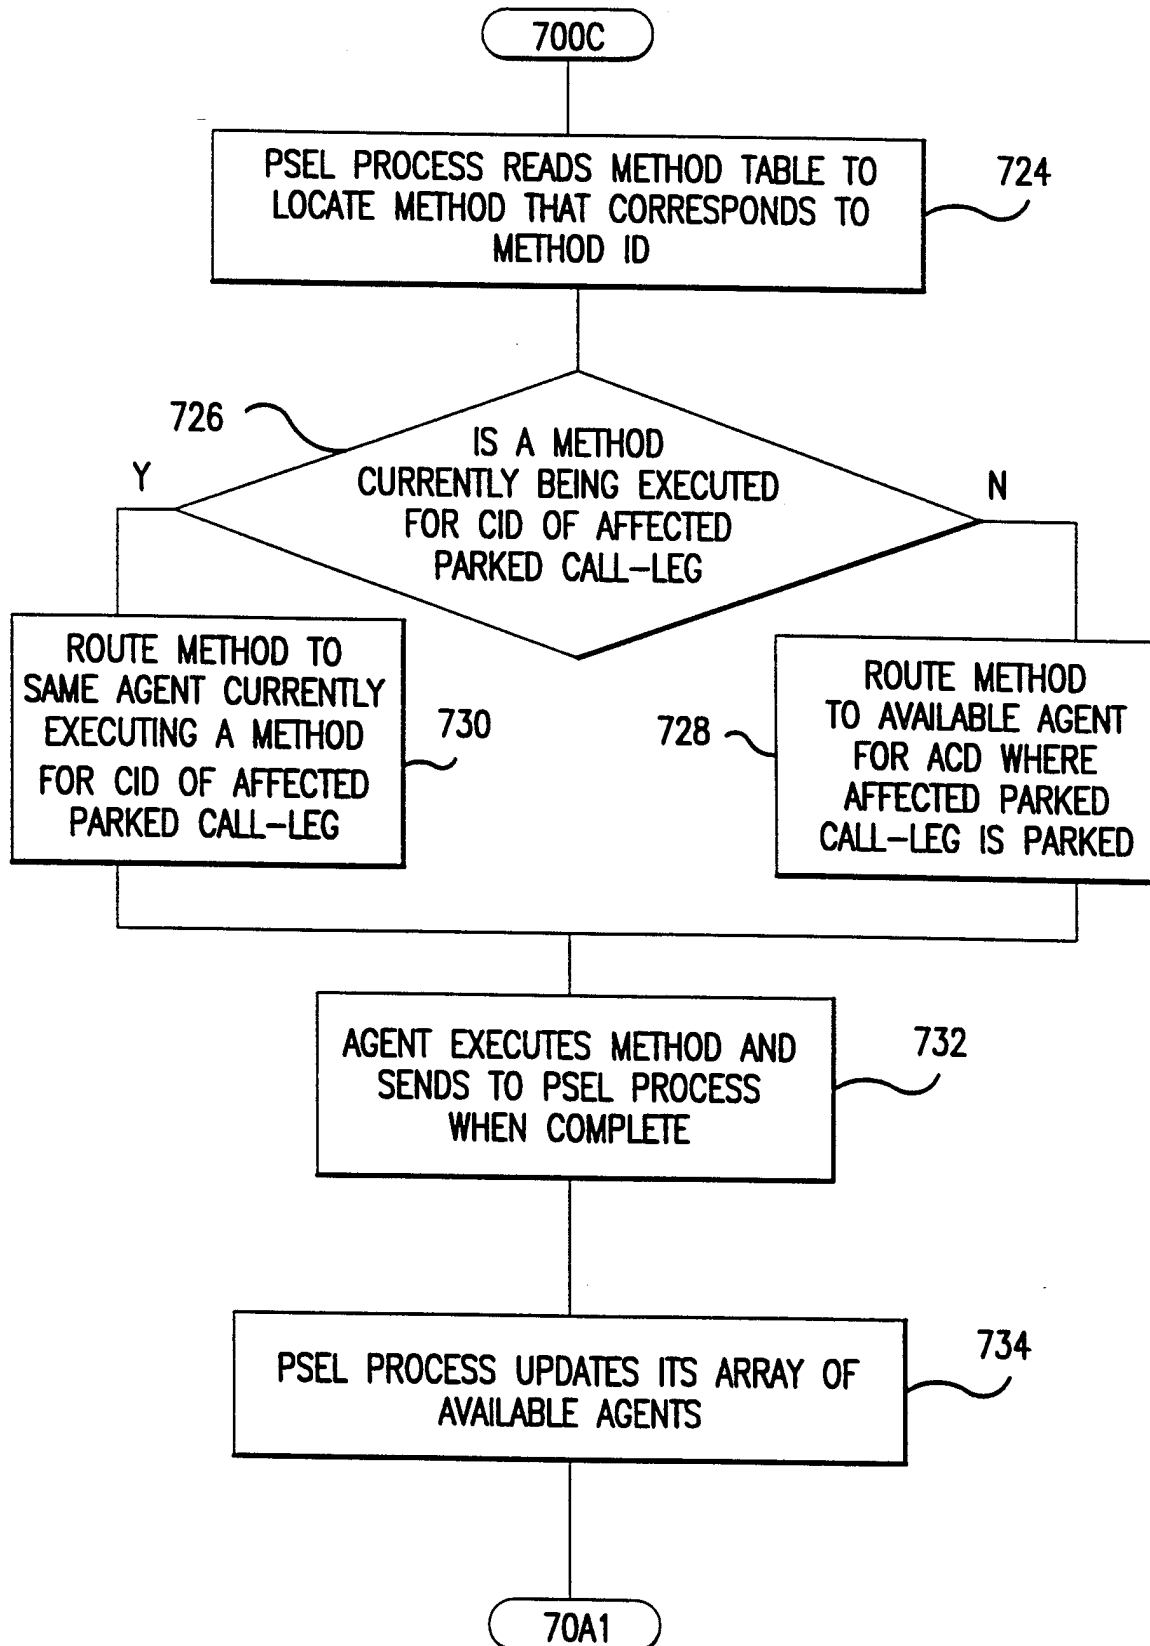 700C
PSEL PROCESS READS METHOD TABLE TO
LOCATE METHOD THAT CORRESPONDS TO
METHOD ID
724
726
IS A METHOD
CURRENTLY BEING EXECUTED
FOR CID OF AFFECTED
PARKED CALL-LEG
Y
N
ROUTE METHOD TO
SAME AGENT CURRENTLY
EXECUTING A METHOD
FOR CID OF AFFECTED
PARKED CALL-LEG
730
728
ROUTE METHOD
TO AVAILABLE AGENT
FOR ACD WHERE
AFFECTED PARKED
CALL-LEG IS PARKED
AGENT EXECUTES METHOD AND
SENDS TO PSEL PROCESS
WHEN COMPLETE
732
PSEL PROCESS UPDATES ITS ARRAY OF
AVAILABLE AGENTS
734
70A1